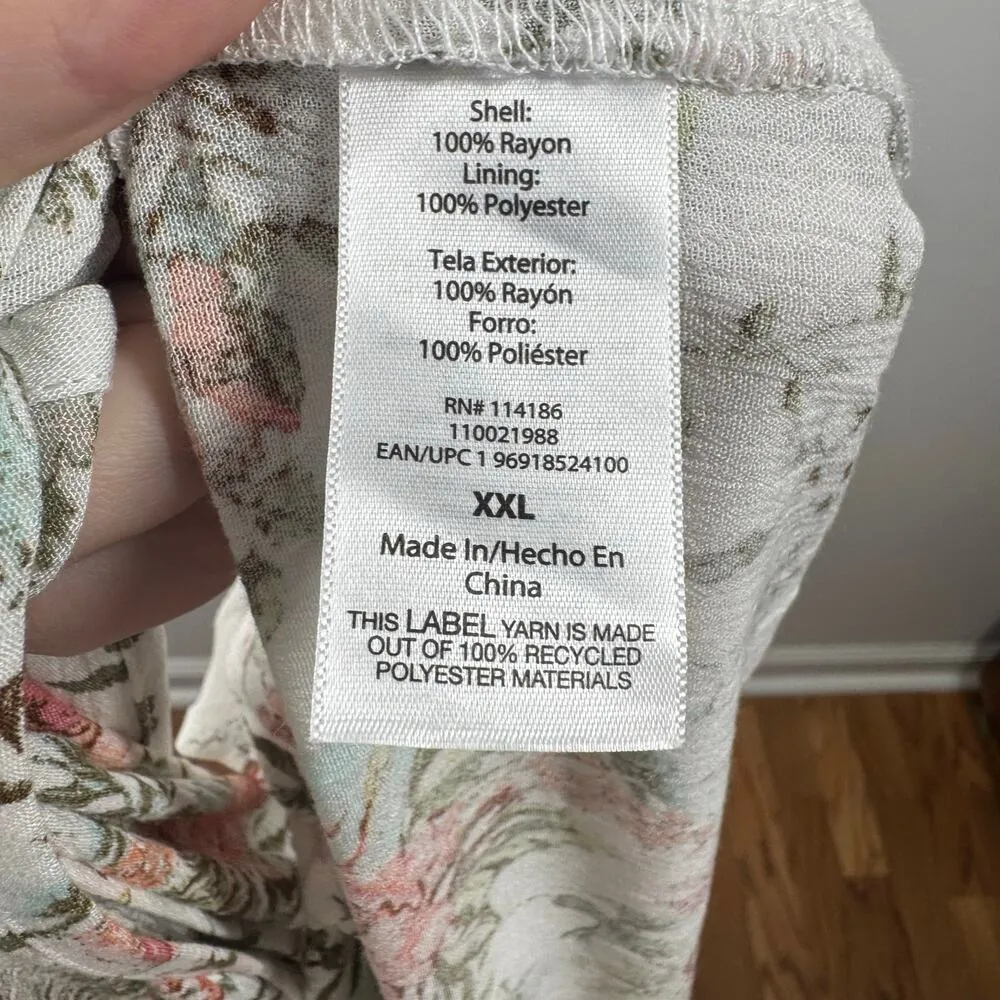 Shell:
100% Rayon
Lining:
100% Polyester
Tela Exterior:
100% Rayón
Forro:
100% Poliéster
RN# 114186
110021988
EAN/UPC 1 96918524100
XXL
Made In/Hecho En
China
THIS LABEL YARN IS MADE
OUT OF 100% RECYCLED
POLYESTER MATERIALS